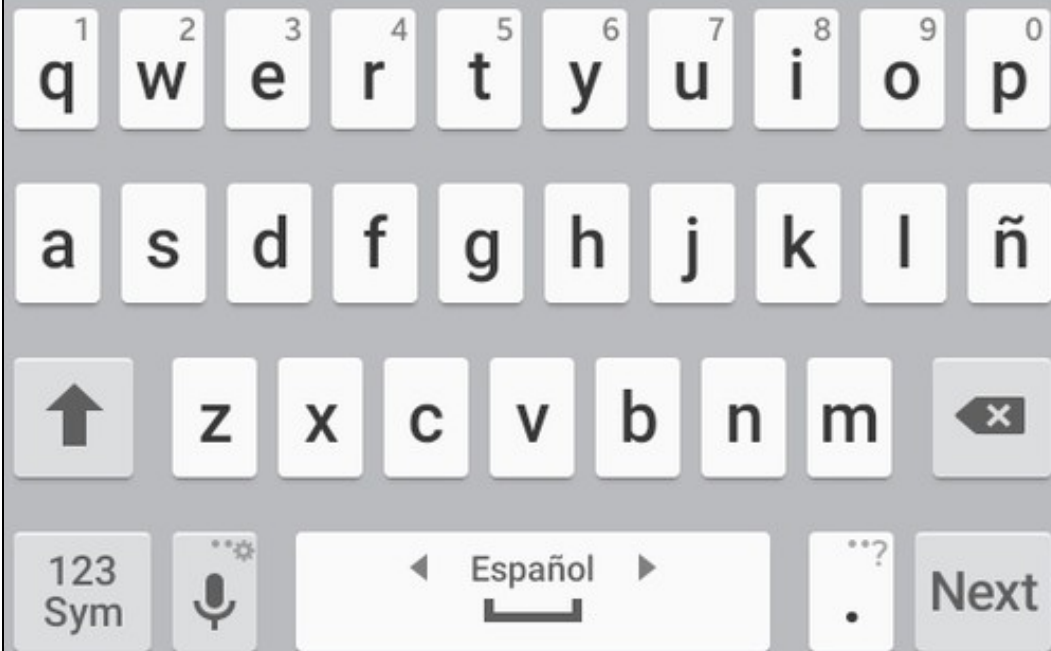 1 2 3 4 5 6 7 8 9 0
q w e r t y u i o p
a s d f g h j k l ñ
z x c v b n m
123 Sym Español . ..? Next